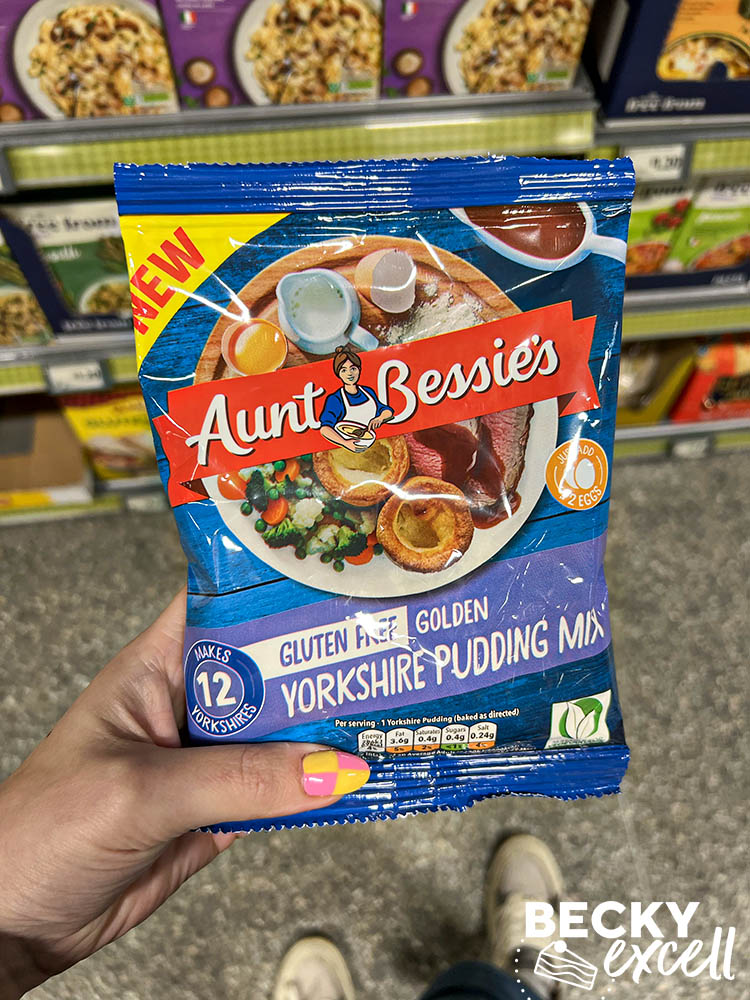 NEW
Aunt Bessie's
JUST ADD
2 EGGS
GLUTEN FREE GOLDEN
YORKSHIRE PUDDING MIX
MAKES
12
YORKSHIRES
Per serving - 1 Yorkshire Pudding (baked as directed)
Energy Fat Saturates Sugars Salt
3.6g 0.4g 0.4g 0.24g
free from
BECKY
excell